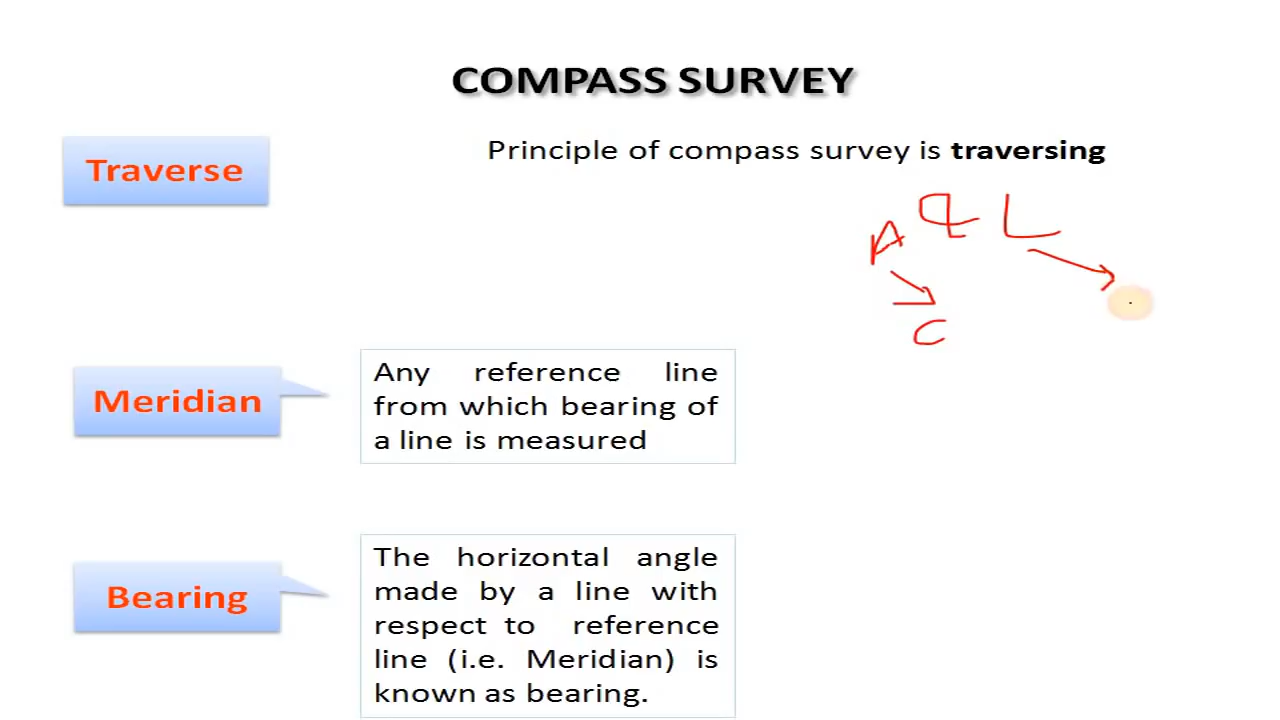 COMPASS SURVEY
Traverse
Principle of compass survey is traversing
A & L
C
Meridian
Any reference line
from which bearing of
a line is measured
Bearing
The horizontal angle
made by a line with
respect to reference
line (i.e. Meridian) is
known as bearing.